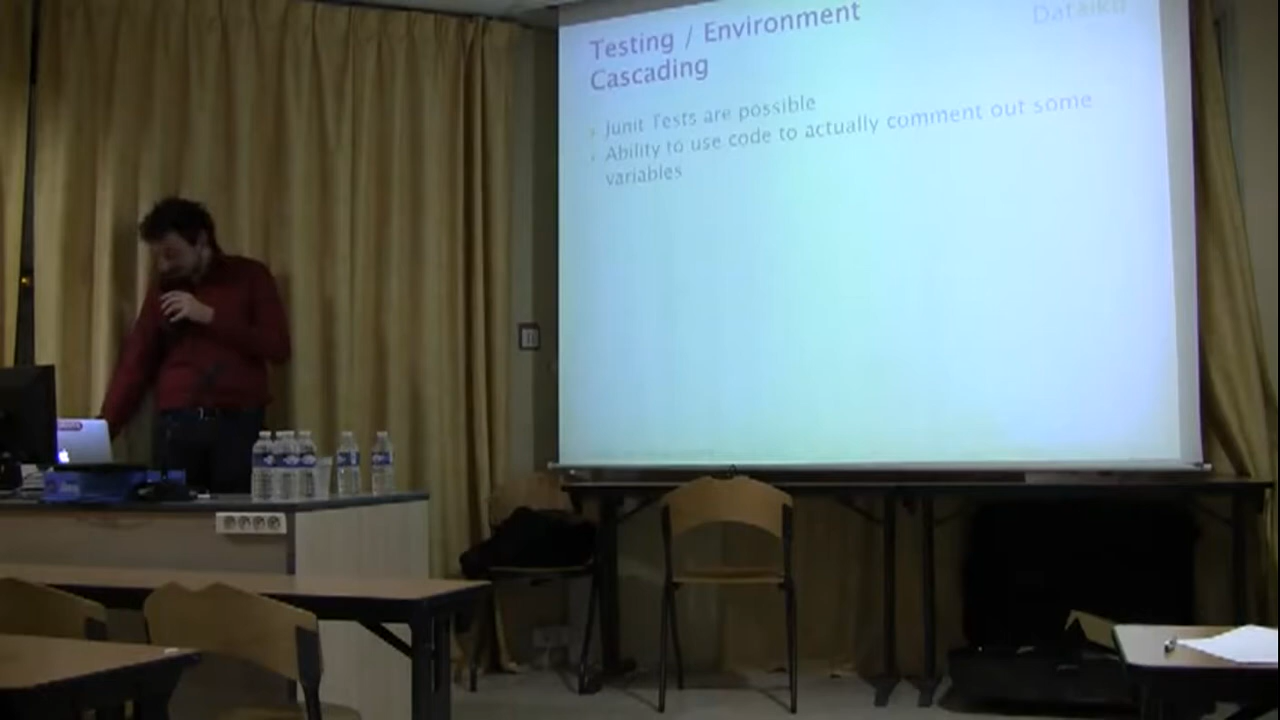 Testing / Environment
Dataiku
Cascading
Junit Tests are possible
Ability to use code to actually comment out some
variables